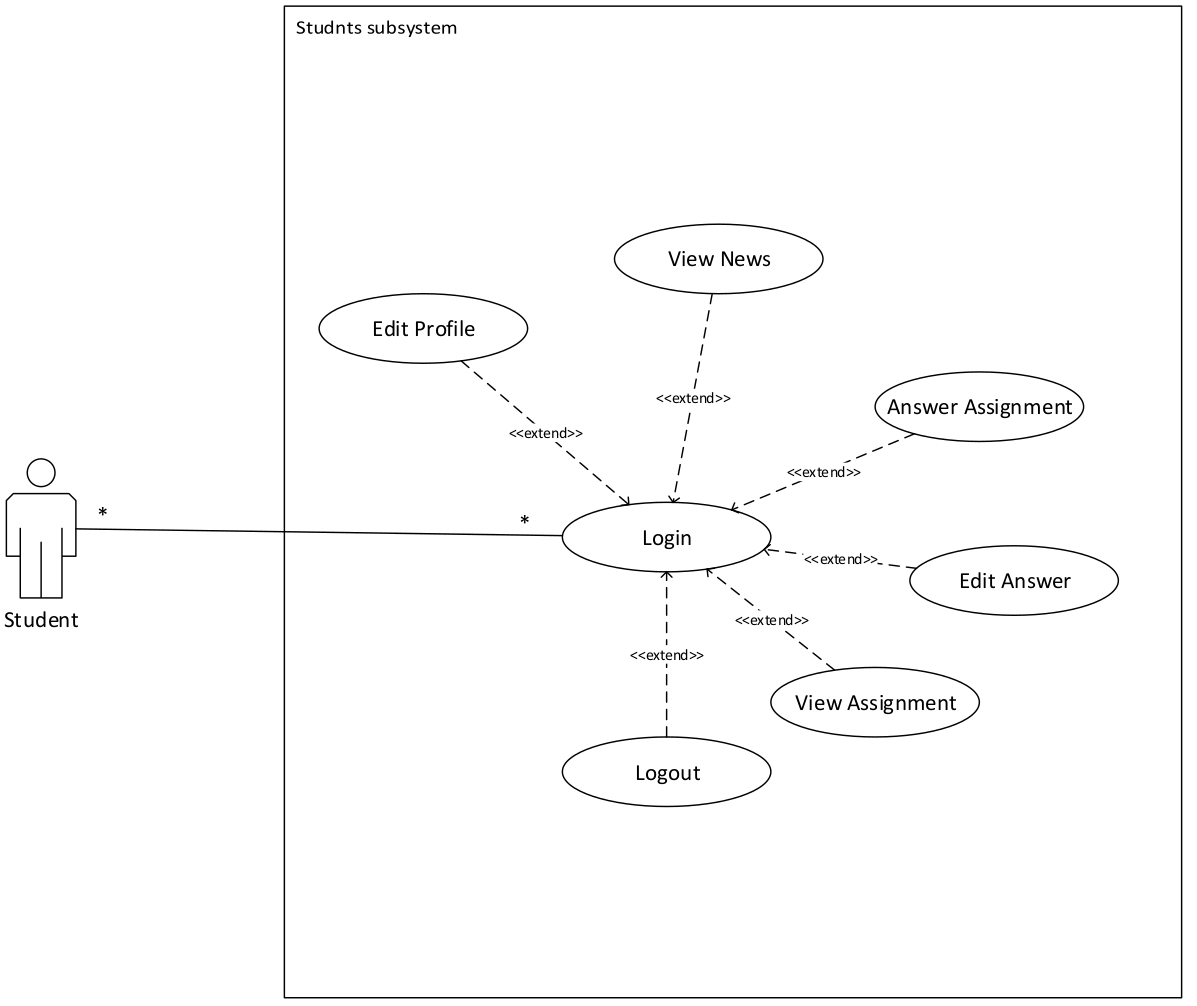 Studnts subsystem
View News
Edit Profile
<<extend>>
Answer Assignment
<<extend>>
<<extend>>
*
*
Login
<<extend>>
Edit Answer
Student
<<extend>>
<<extend>>
View Assignment
Logout